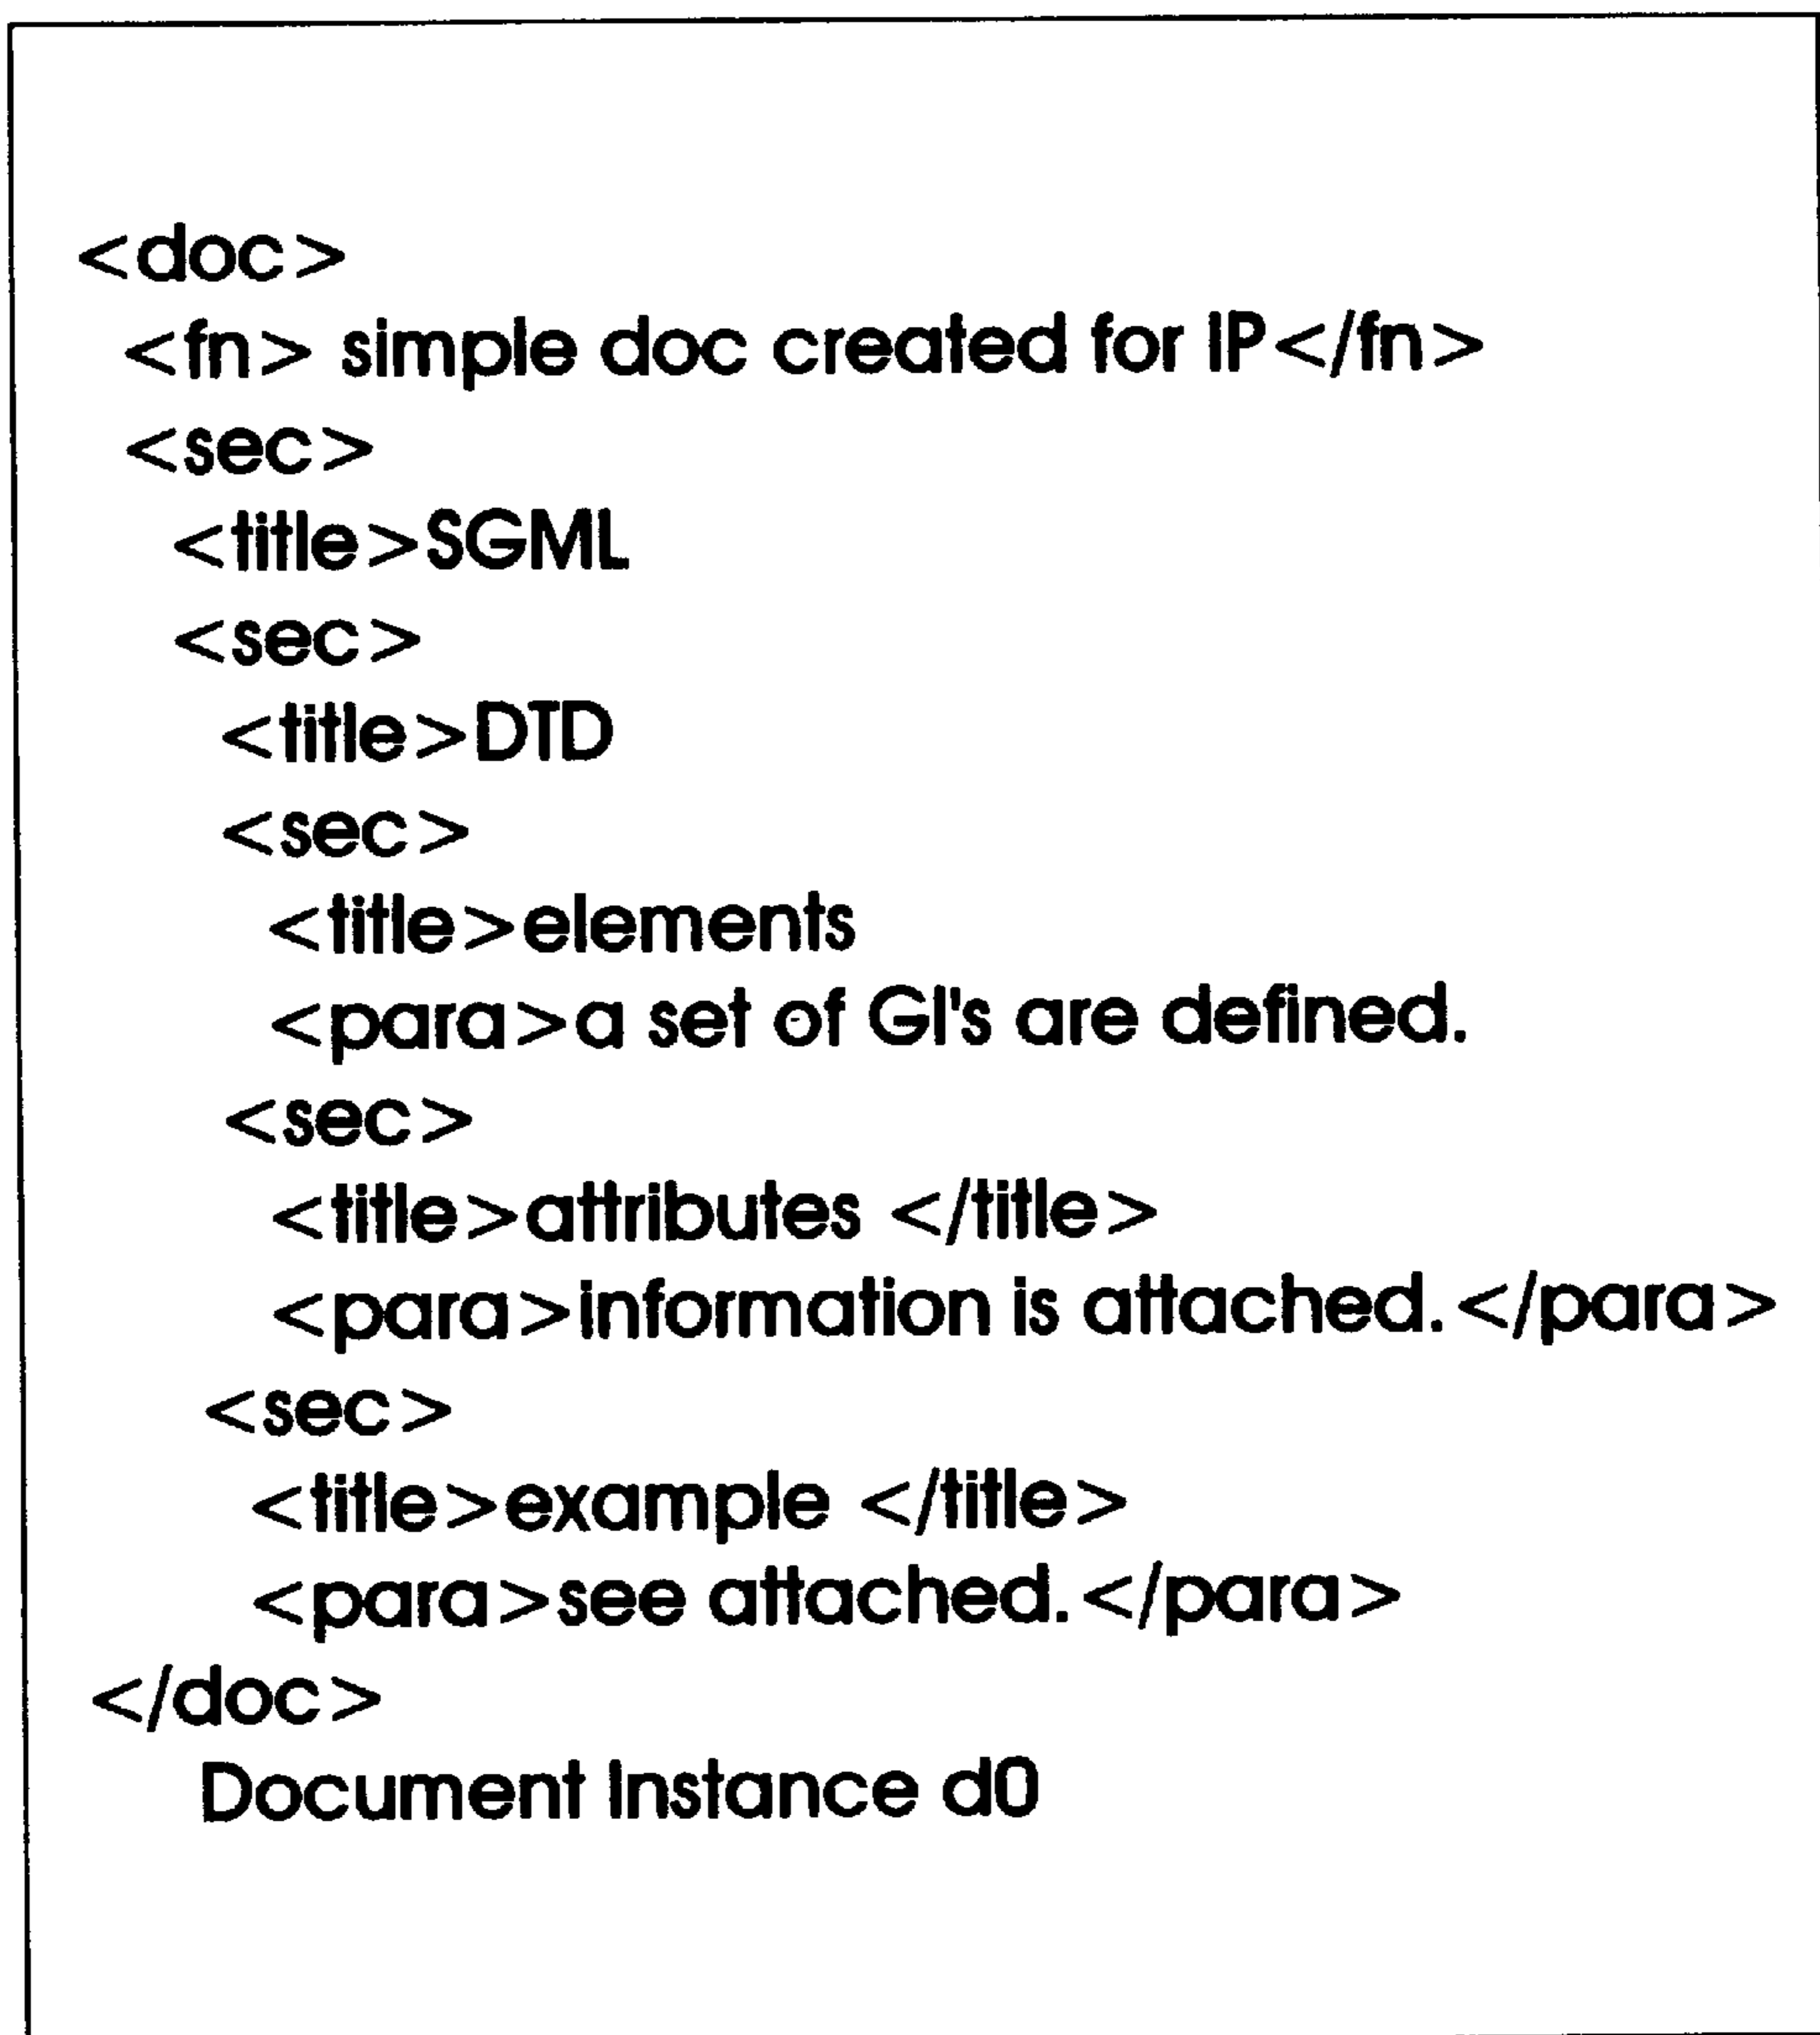 <doc>
<fn> simple doc created for IP</fn>
<sec>
<title>SGML
<sec>
<title>DTD
<sec>
<title>elements
<para>a set of GI's are defined.
<sec>
<title>attributes </title>
<para>information is attached.</para>
<sec>
<title>example </title>
<para>see attached.</para>
</doc>
Document Instance d0